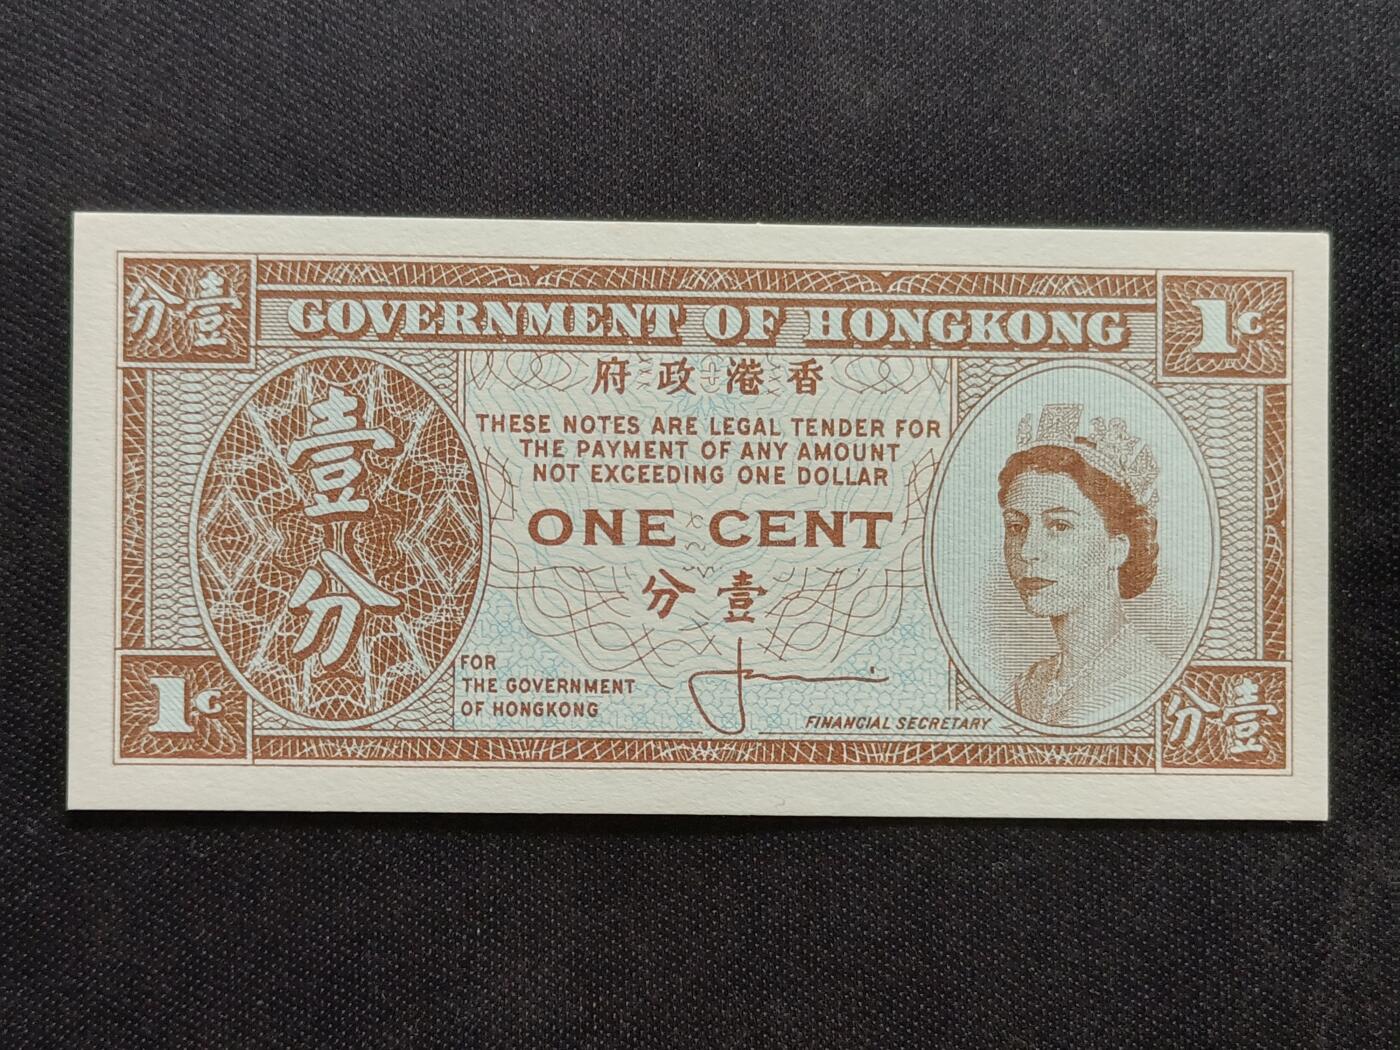 分壹
GOVERNMENT OF HONGKONG
1C
府政港香
壹分
THESE NOTES ARE LEGAL TENDER FOR
THE PAYMENT OF ANY AMOUNT
NOT EXCEEDING ONE DOLLAR
ONE CENT
分壹
FOR
THE GOVERNMENT
OF HONGKONG
FINANCIAL SECRETARY
1C
分壹